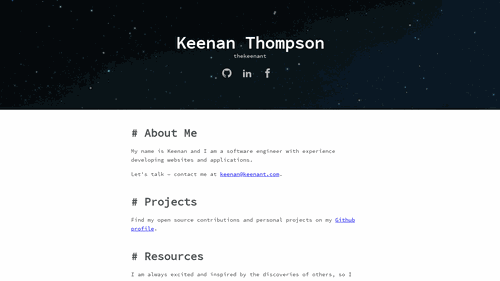 Keenan Thompson
thekeenant
# About Me
My name is Keenan and I am a software engineer with experience
developing websites and applications.
Let's talk — contact me at keenan@keenant.com.
# Projects
Find my open source contributions and personal projects on my Github
profile.
# Resources
I am always excited and inspired by the discoveries of others, so I